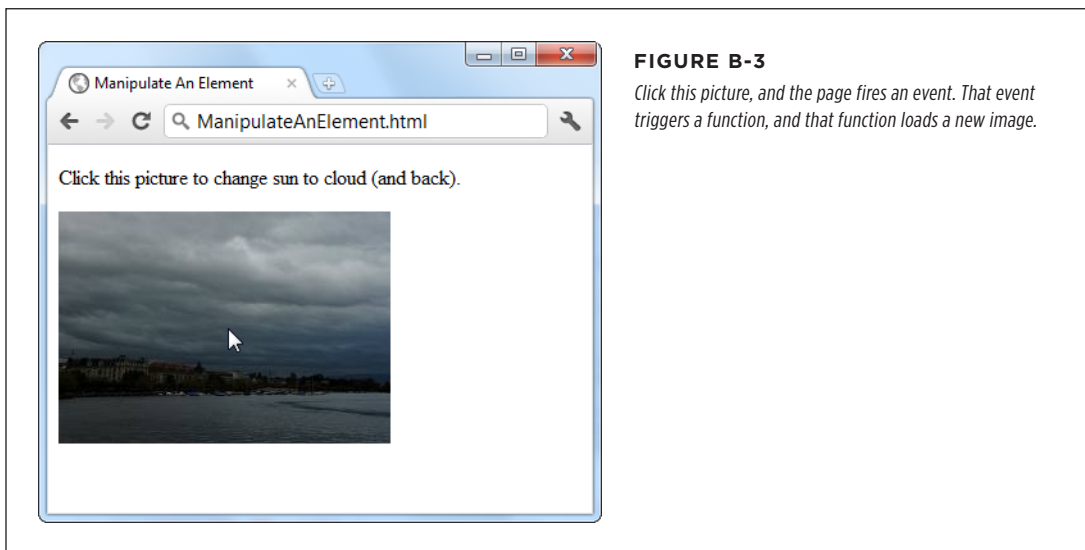 Manipulate An Element
ManipulateAnElement.html
Click this picture to change sun to cloud (and back).
FIGURE B-3
Click this picture, and the page fires an event. That event
triggers a function, and that function loads a new image.